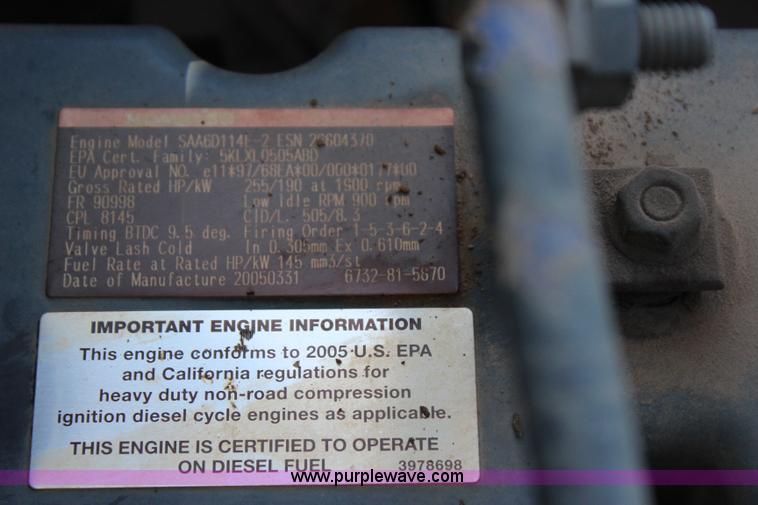 Engine Model SAA6D114E-2 ESN 26604370
EPA Cert. Family: 5KLXL0505ABD
EU Approval NO. e11*97/68EA*00/000*0177*00
Gross Rated HP/kW 255/190 at 1900 rpm
FR 90998 Low Idle RPM 900 rpm
CPL 8145 CID/L. 505/8.3
Timing BTDC 9.5 deg. Firing Order 1-5-3-6-2-4
Valve Lash Cold In 0.305mm Ex 0.610mm
Fuel Rate at Rated HP/kW 145 mm3/st
Date of Manufacture 20050331 6732-81-5870
IMPORTANT ENGINE INFORMATION
This engine conforms to 2005 U.S. EPA
and California regulations for
heavy duty non-road compression
ignition diesel cycle engines as applicable.
THIS ENGINE IS CERTIFIED TO OPERATE
ON DIESEL FUEL 3978698
www.purplewave.com